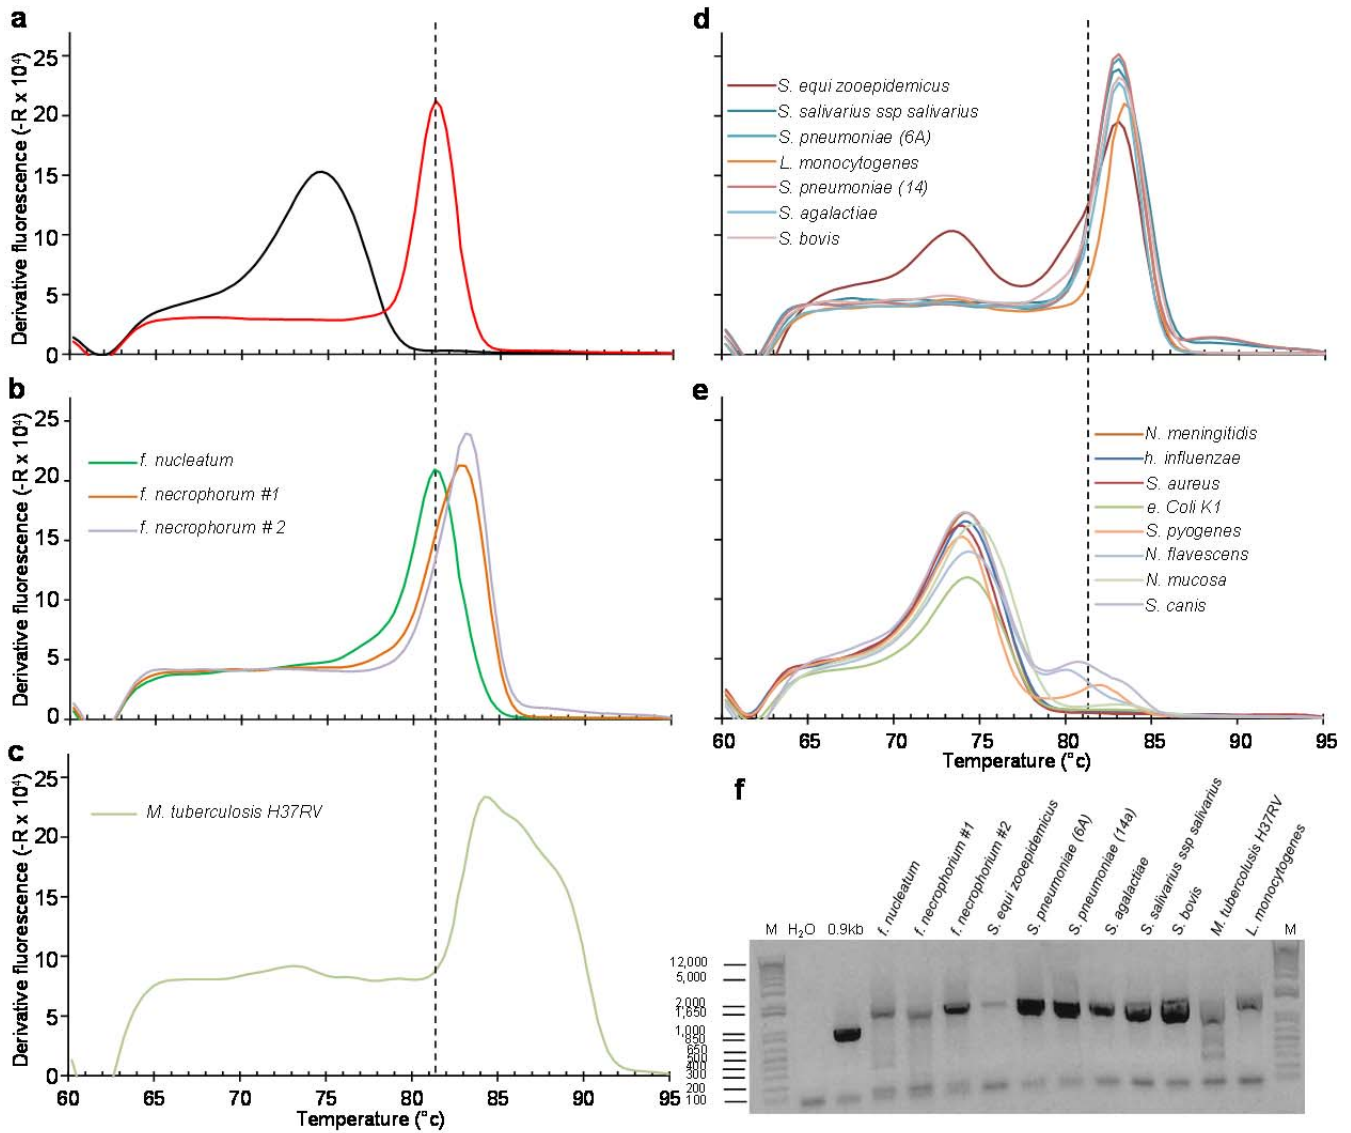 a
Derivative fluorescence (-R x 10⁴)
25
20
15
10
5
0
b
Derivative fluorescence (-R x 10⁴)
25
20
15
10
5
0
f. nucleatum
f. necrophorum #1
f. necrophorum # 2
c
Derivative fluorescence (-R x 10⁴)
25
20
15
10
5
0
M. tuberculosis H37RV
60 65 70 75 80 85 90 95
Temperature (°c)
d
S. equi zooepidemicus
S. salivarius ssp salivarius
S. pneumoniae (6A)
L. monocytogenes
S. pneumoniae (14)
S. agalactiae
S. bovis
e
N. meningitidis
h. influenzae
S. aureus
e. Coli K1
S. pyogenes
N. flavescens
N. mucosa
S. canis
60 65 70 75 80 85 90 95
Temperature (°c)
f
M H₂O 0.9kb
f. nucleatum
f. necrophorium #1
f. necrophorium #2
S. equi zooepidemicus
S. pneumoniae (6A)
S. pneumoniae (14a)
S. agalactiae
S. salivarius ssp salivarius
S. bovis
M. tubercolusis H37RV
L. monocytogenes
M
12,000
5,000
2,000
1,650
1,000
850
650
500
400
300
200
100